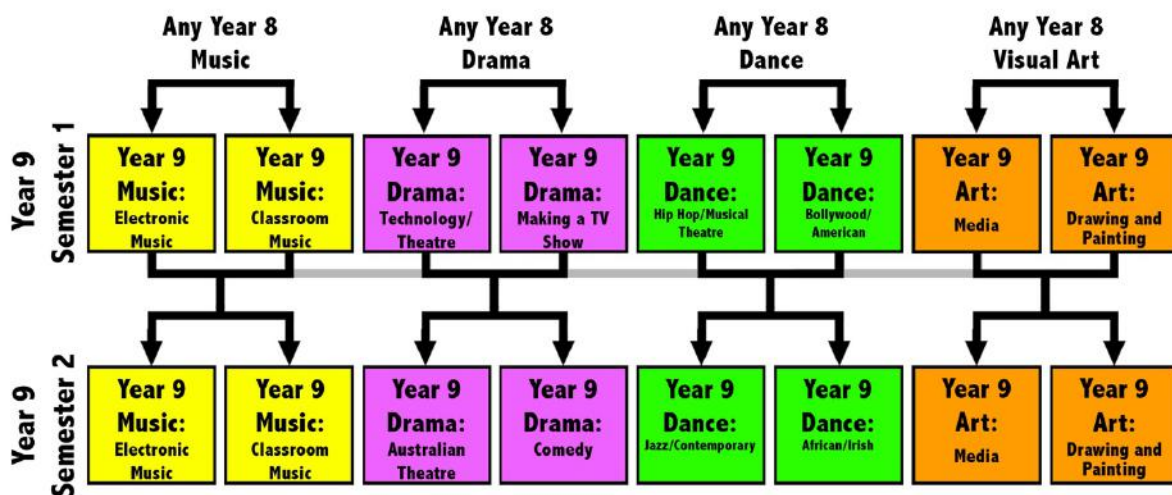 Any Year 8
Music
Any Year 8
Drama
Any Year 8
Dance
Any Year 8
Visual Art
Year 9
Semester 1
Year 9
Music:
Electronic
Music
Year 9
Music:
Classroom
Music
Year 9
Drama:
Technology/
Theatre
Year 9
Drama:
Making a TV
Show
Year 9
Dance:
Hip Hop/Musical
Theatre
Year 9
Dance:
Bollywood/
American
Year 9
Art:
Media
Year 9
Art:
Drawing and
Painting
Year 9
Semester 2
Year 9
Music:
Electronic
Music
Year 9
Music:
Classroom
Music
Year 9
Drama:
Australian
Theatre
Year 9
Drama:
Comedy
Year 9
Dance:
Jazz/Contemporary
Year 9
Dance:
African/Irish
Year 9
Art:
Media
Year 9
Art:
Drawing and
Painting